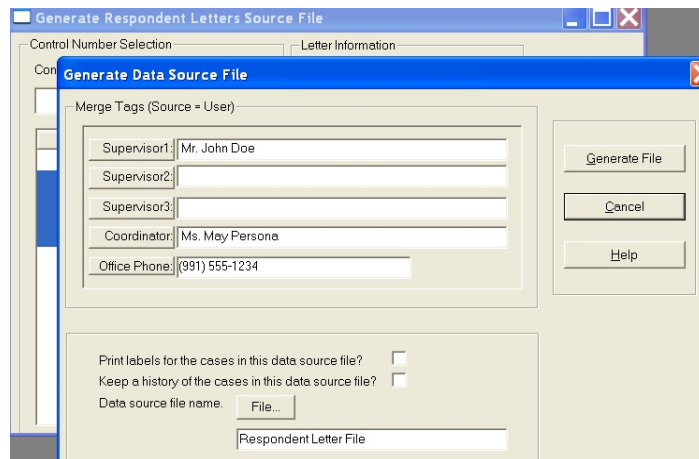 Generate Respondent Letters Source File
Control Number Selection
Letter Information
Con
Generate Data Source File
Merge Tags (Source = User)
Supervisor1: Mr. John Doe
Supervisor2:
Supervisor3:
Coordinator: Ms. May Persona
Office Phone: (991) 555-1234
Generate File
Cancel
Help
Print labels for the cases in this data source file?
Keep a history of the cases in this data source file?
Data source file name. File...
Respondent Letter File